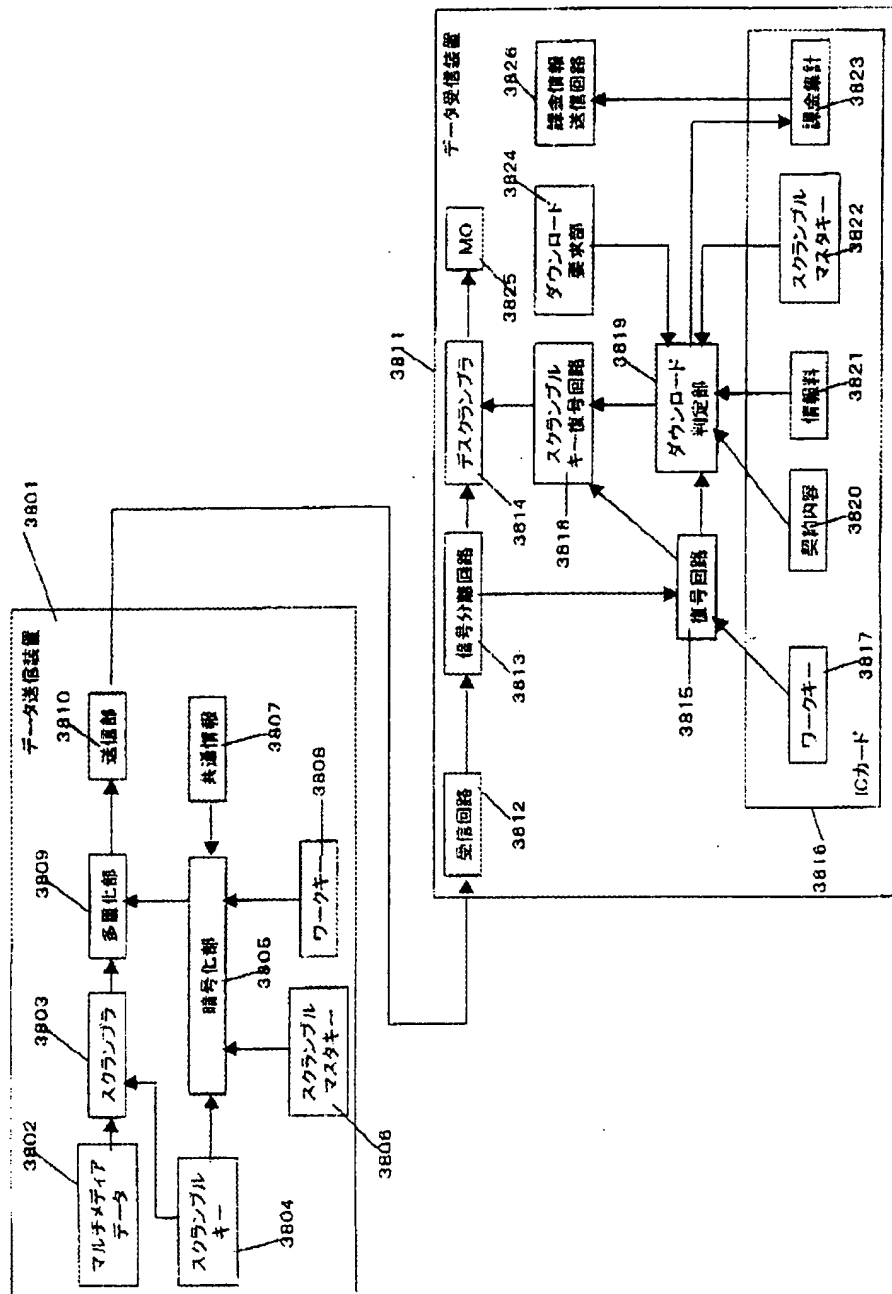 データ送信装置
3801
3802
マルチメディア
データ
3803
スクランブラ
3809
多重化部
3810
送信部
スクランブル
キー
3804
暗号化部
3805
共通情報
3807
スクランブル
マスタキー
3806
ワークキー
3808
データ受信装置
3811
受信回路
3812
信号分離回路
3813
デスクランブラ
3814
MO
3825
スクランブル
キー復号回路
3818
ダウンロード
要求部
3824
課金情報
送信回路
3826
復号回路
3815
ダウンロード
判定部
3819
ICカード
3816
ワークキー
3817
契約内容
3820
情報料
3821
スクランブル
マネタキー
3822
課金集計
3823